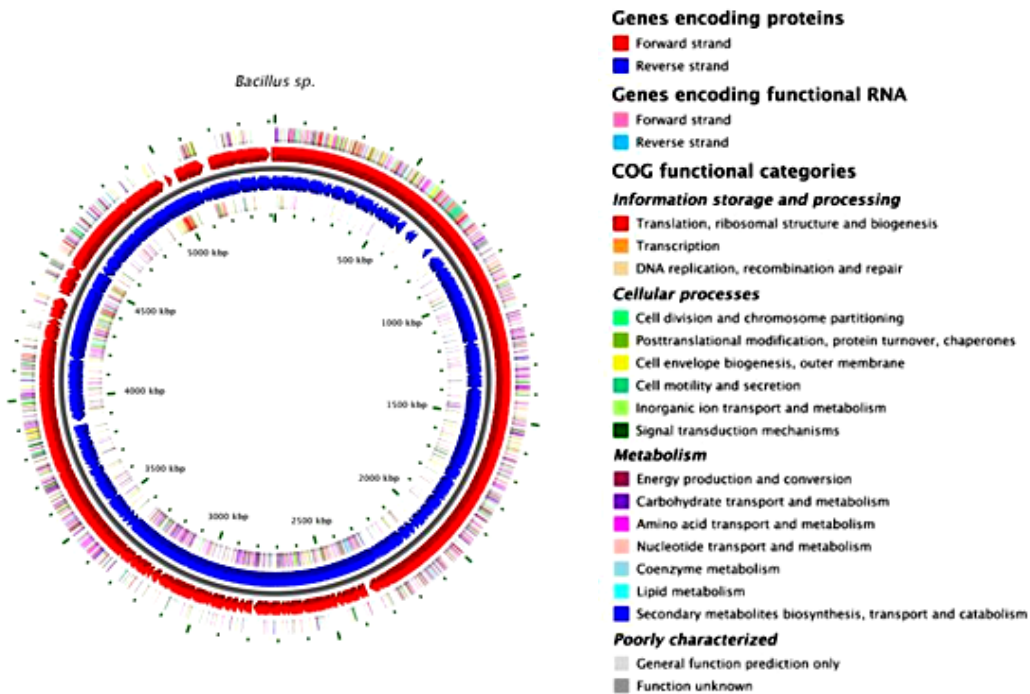 Bacillus sp.
5000 kbp
500 kbp
4500 kbp
1000 kbp
4000 kbp
1500 kbp
3500 kbp
2000 kbp
3000 kbp
2500 kbp
Genes encoding proteins
Forward strand
Reverse strand
Genes encoding functional RNA
Forward strand
Reverse strand
COG functional categories
Information storage and processing
Translation, ribosomal structure and biogenesis
Transcription
DNA replication, recombination and repair
Cellular processes
Cell division and chromosome partitioning
Posttranslational modification, protein turnover, chaperones
Cell envelope biogenesis, outer membrane
Cell motility and secretion
Inorganic ion transport and metabolism
Signal transduction mechanisms
Metabolism
Energy production and conversion
Carbohydrate transport and metabolism
Amino acid transport and metabolism
Nucleotide transport and metabolism
Coenzyme metabolism
Lipid metabolism
Secondary metabolites biosynthesis, transport and catabolism
Poorly characterized
General function prediction only
Function unknown